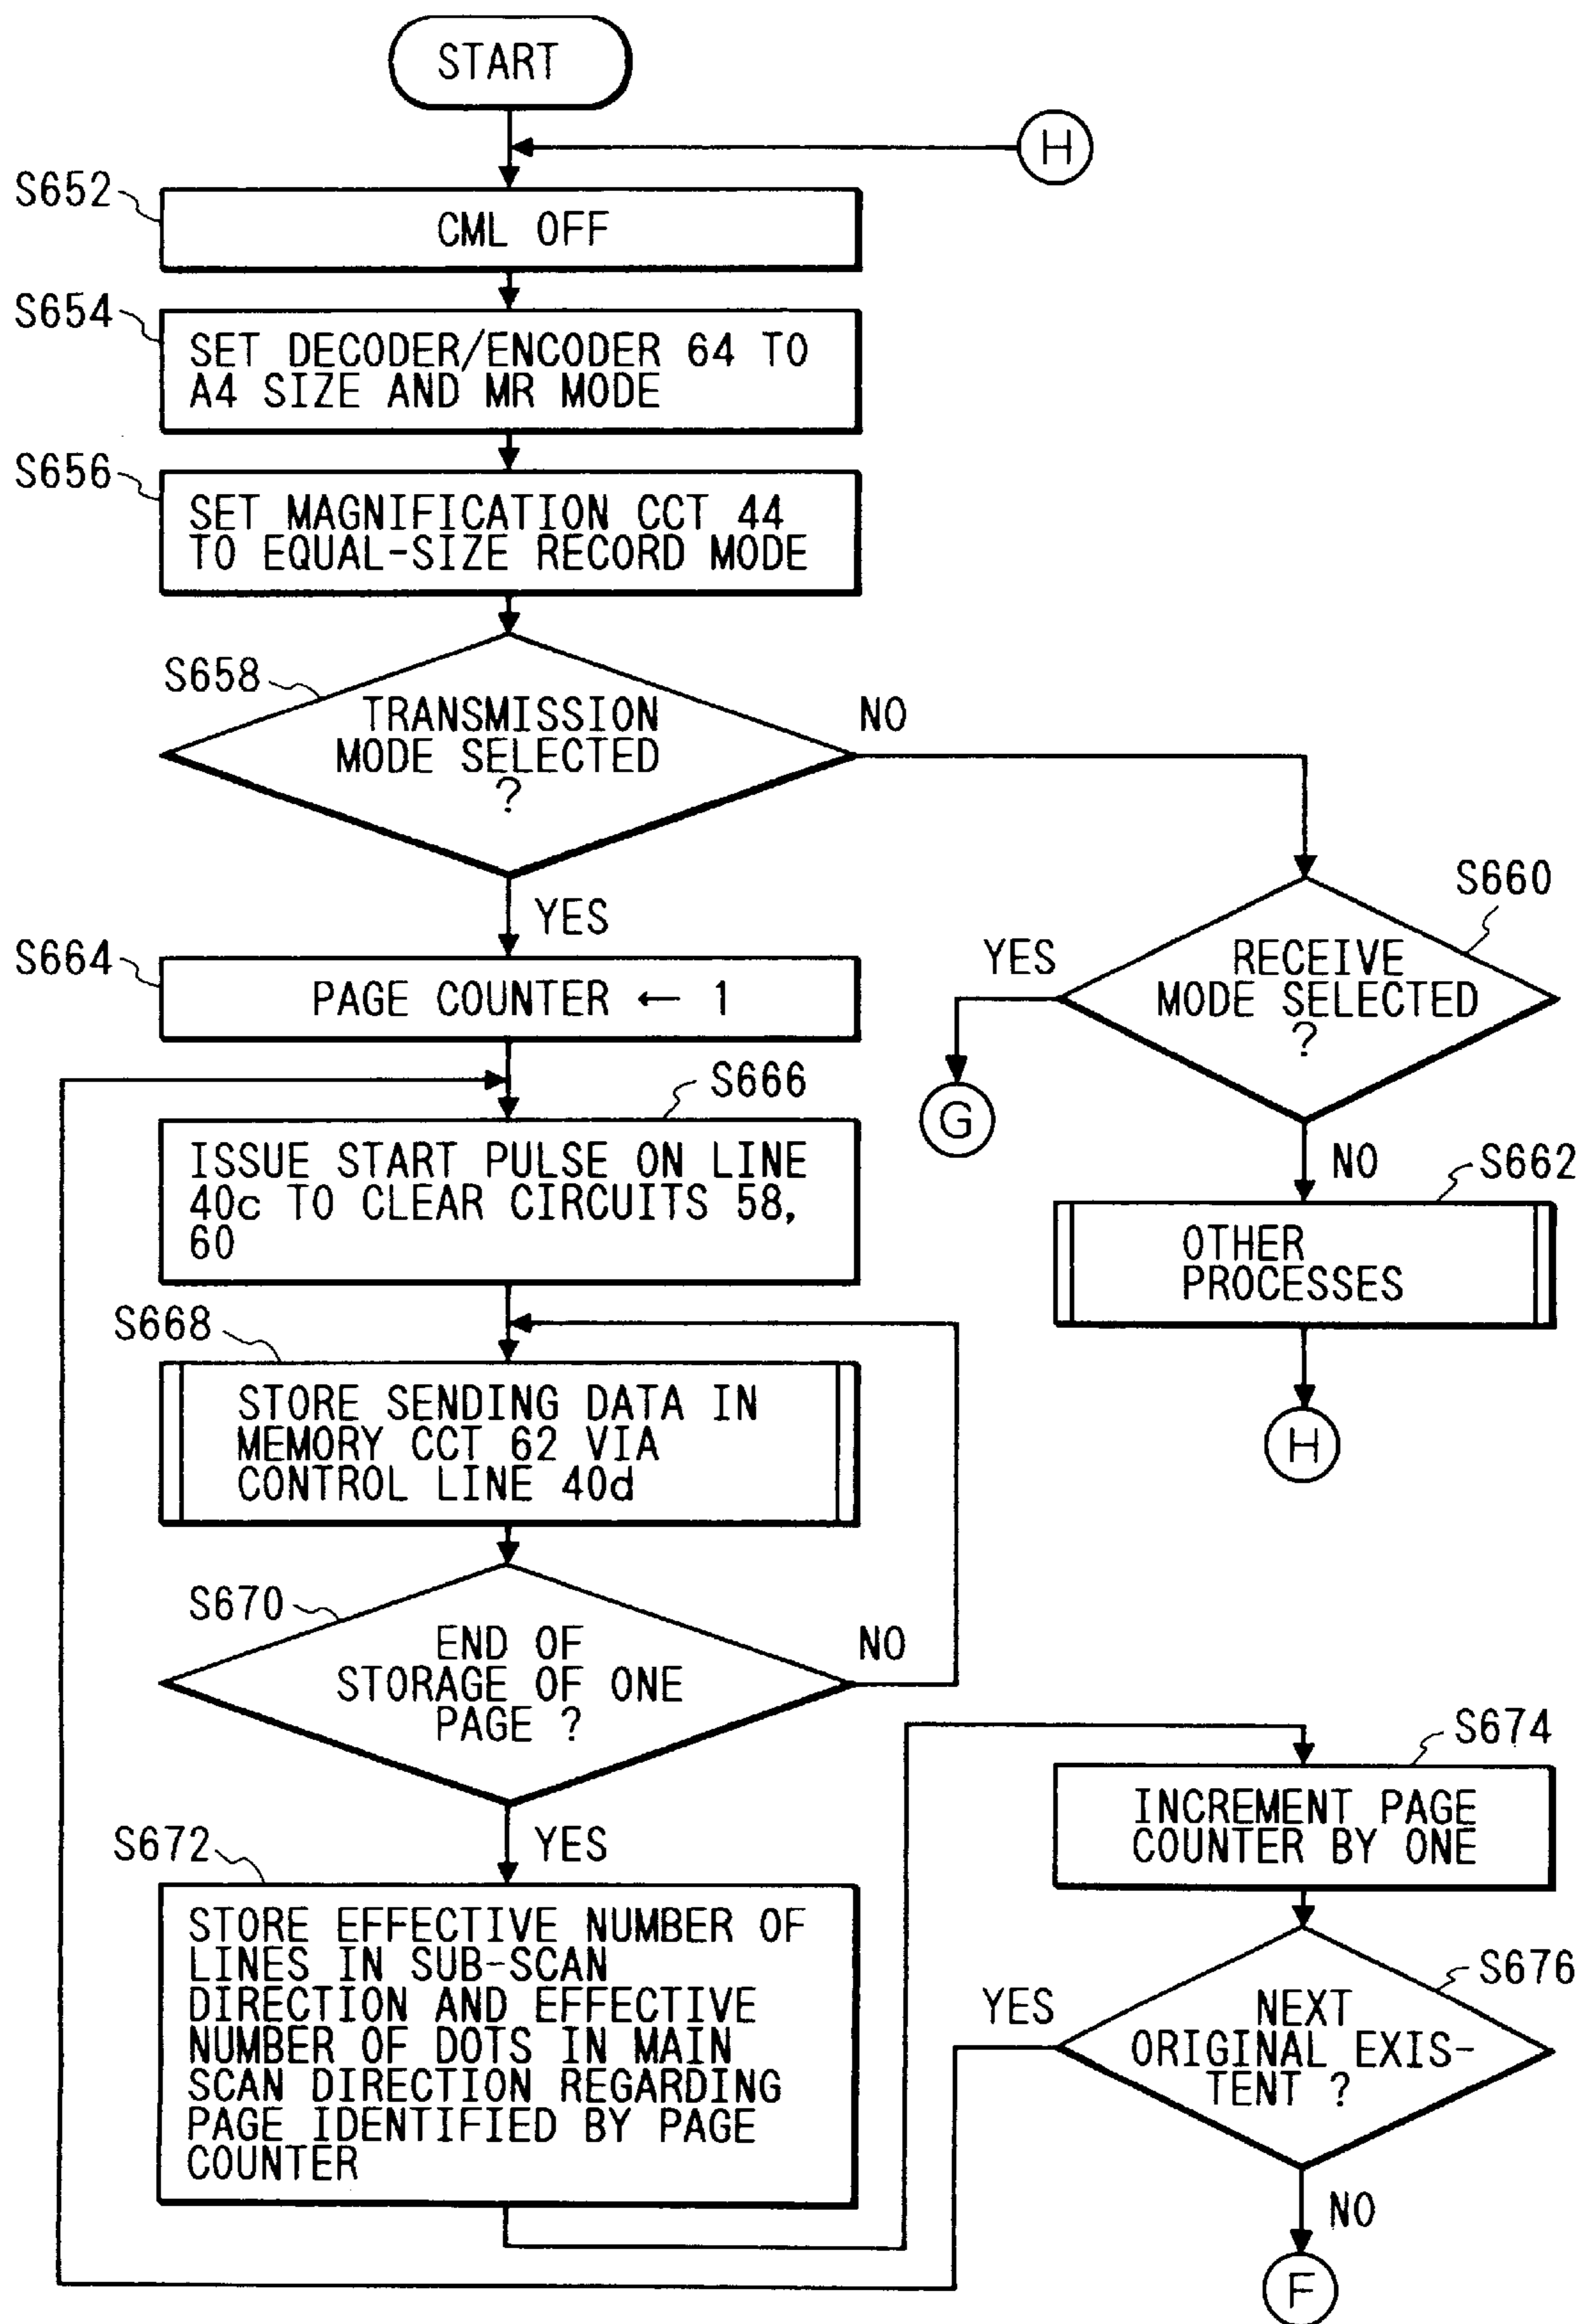 START
H
S652
CML OFF
S654
SET DECODER/ENCODER 64 TO
A4 SIZE AND MR MODE
S656
SET MAGNIFICATION CCT 44
TO EQUAL-SIZE RECORD MODE
S658
TRANSMISSION
MODE SELECTED
?
NO
YES
S660
RECEIVE
MODE SELECTED
?
YES
G
NO
S662
OTHER
PROCESSES
H
S664
PAGE COUNTER ← 1
S666
ISSUE START PULSE ON LINE
40c TO CLEAR CIRCUITS 58,
60
S668
STORE SENDING DATA IN
MEMORY CCT 62 VIA
CONTROL LINE 40d
S670
END OF
STORAGE OF ONE
PAGE ?
NO
YES
S672
STORE EFFECTIVE NUMBER OF
LINES IN SUB-SCAN
DIRECTION AND EFFECTIVE
NUMBER OF DOTS IN MAIN
SCAN DIRECTION REGARDING
PAGE IDENTIFIED BY PAGE
COUNTER
S674
INCREMENT PAGE
COUNTER BY ONE
S676
NEXT
ORIGINAL EXIS-
TENT ?
YES
NO
F